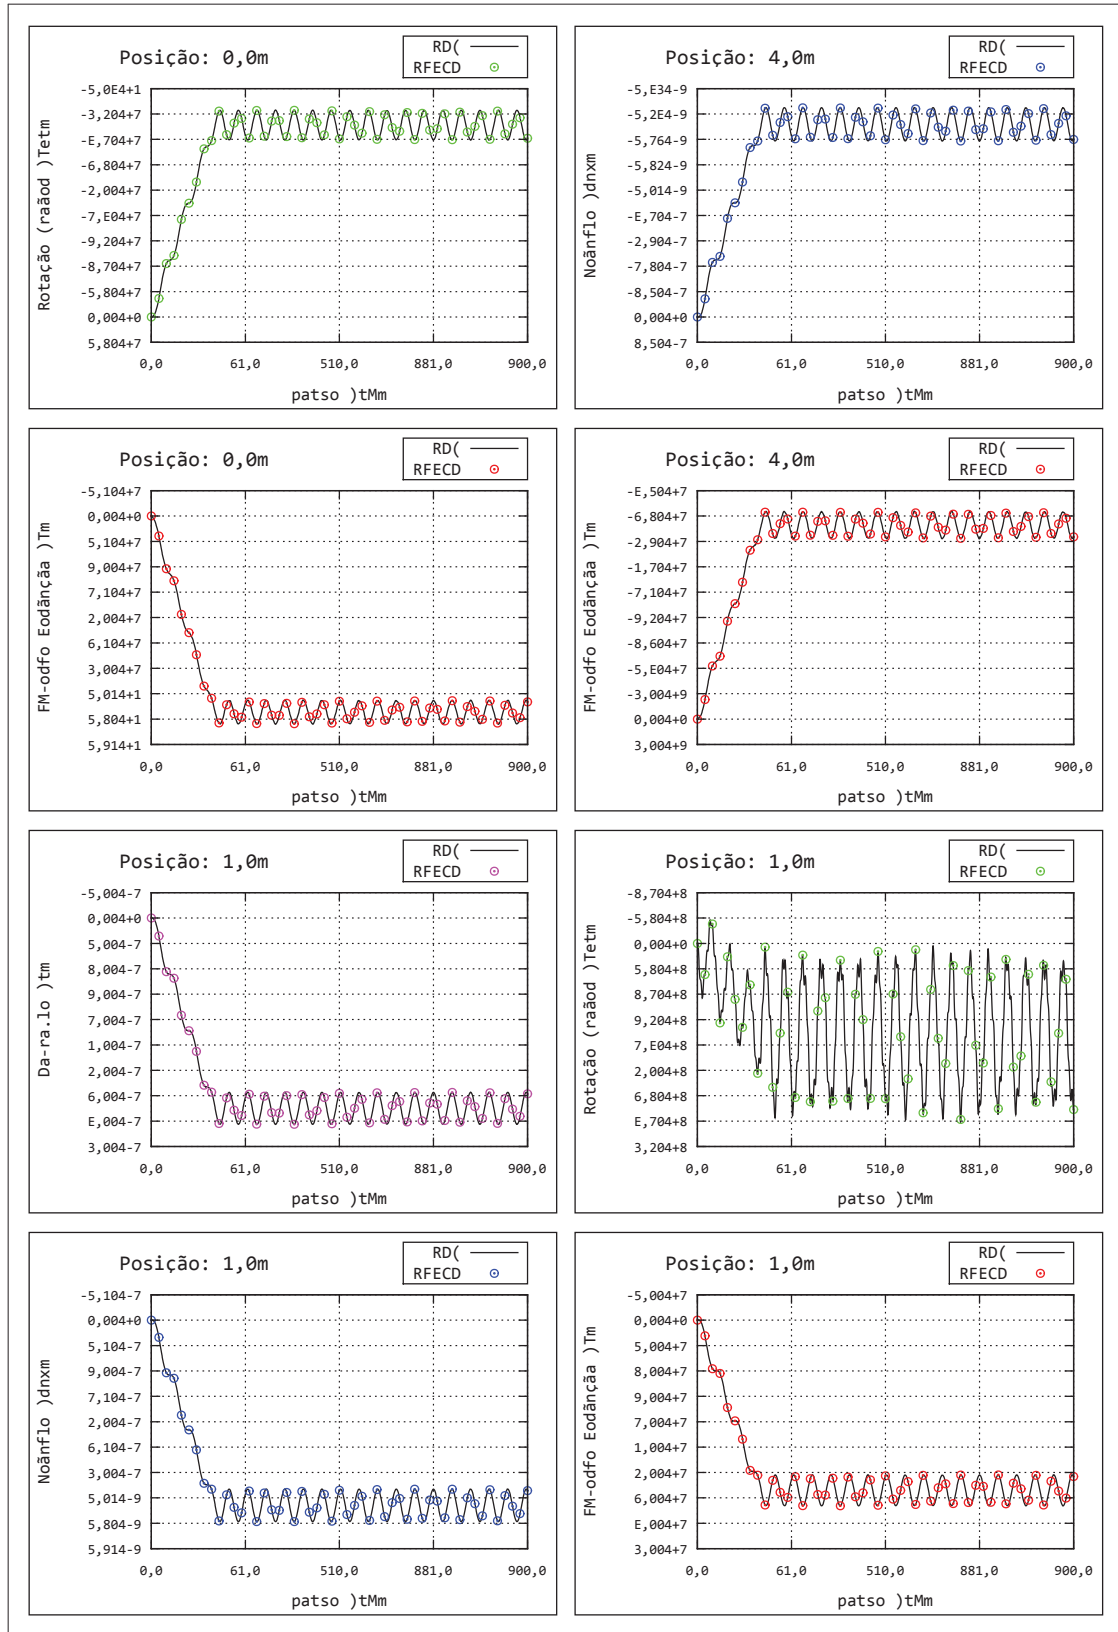 Posição: 0,0m
RD(
RFECD
Rotação (raãod )Tetm
-5,0E4+1
-3,204+7
-E,704+7
-6,804+7
-2,004+7
-7,E04+7
-9,204+7
-8,704+7
-5,804+7
0,004+0
5,804+7
0,0 61,0 510,0 881,0 900,0
patso )tMm
Posição: 4,0m
RD(
RFECD
Noãnflo )dnxm
-5,E34-9
-5,2E4-9
-5,764-9
-5,824-9
-5,014-9
-E,704-7
-2,904-7
-7,804-7
-8,504-7
0,004+0
8,504-7
0,0 61,0 510,0 881,0 900,0
patso )tMm
Posição: 0,0m
RD(
RFECD
FM-odfo Eodãnçãa )Tm
-5,104+7
0,004+0
5,104+7
9,004+7
7,104+7
2,004+7
6,104+7
3,004+7
5,014+1
5,804+1
5,914+1
0,0 61,0 510,0 881,0 900,0
patso )tMm
Posição: 4,0m
RD(
RFECD
FM-odfo Eodãnçãa )Tm
-E,504+7
-6,804+7
-2,904+7
-1,704+7
-7,104+7
-9,204+7
-8,604+7
-5,E04+7
-3,004+9
0,004+0
3,004+9
0,0 61,0 510,0 881,0 900,0
patso )tMm
Posição: 1,0m
RD(
RFECD
Da-ra.lo )tm
-5,004-7
0,004+0
5,004-7
8,004-7
9,004-7
7,004-7
1,004-7
2,004-7
6,004-7
E,004-7
3,004-7
0,0 61,0 510,0 881,0 900,0
patso )tMm
Posição: 1,0m
RD(
RFECD
Rotação (raãod )Tetm
-8,704+8
-5,804+8
0,004+0
5,804+8
8,704+8
9,204+8
7,E04+8
2,004+8
6,804+8
E,704+8
3,204+8
0,0 61,0 510,0 881,0 900,0
patso )tMm
Posição: 1,0m
RD(
RFECD
Noãnflo )dnxm
-5,104-7
0,004+0
5,104-7
9,004-7
7,104-7
2,004-7
6,104-7
3,004-7
5,014-9
5,804-9
5,914-9
0,0 61,0 510,0 881,0 900,0
patso )tMm
Posição: 1,0m
RD(
RFECD
FM-odfo Eodãnçãa )Tm
-5,004+7
0,004+0
5,004+7
8,004+7
9,004+7
7,004+7
1,004+7
2,004+7
6,004+7
E,004+7
3,004+7
0,0 61,0 510,0 881,0 900,0
patso )tMm